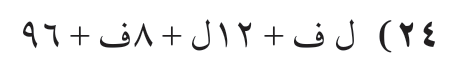 ٢٤) ل ف + ١٢ل + ٨ف + ٩٦